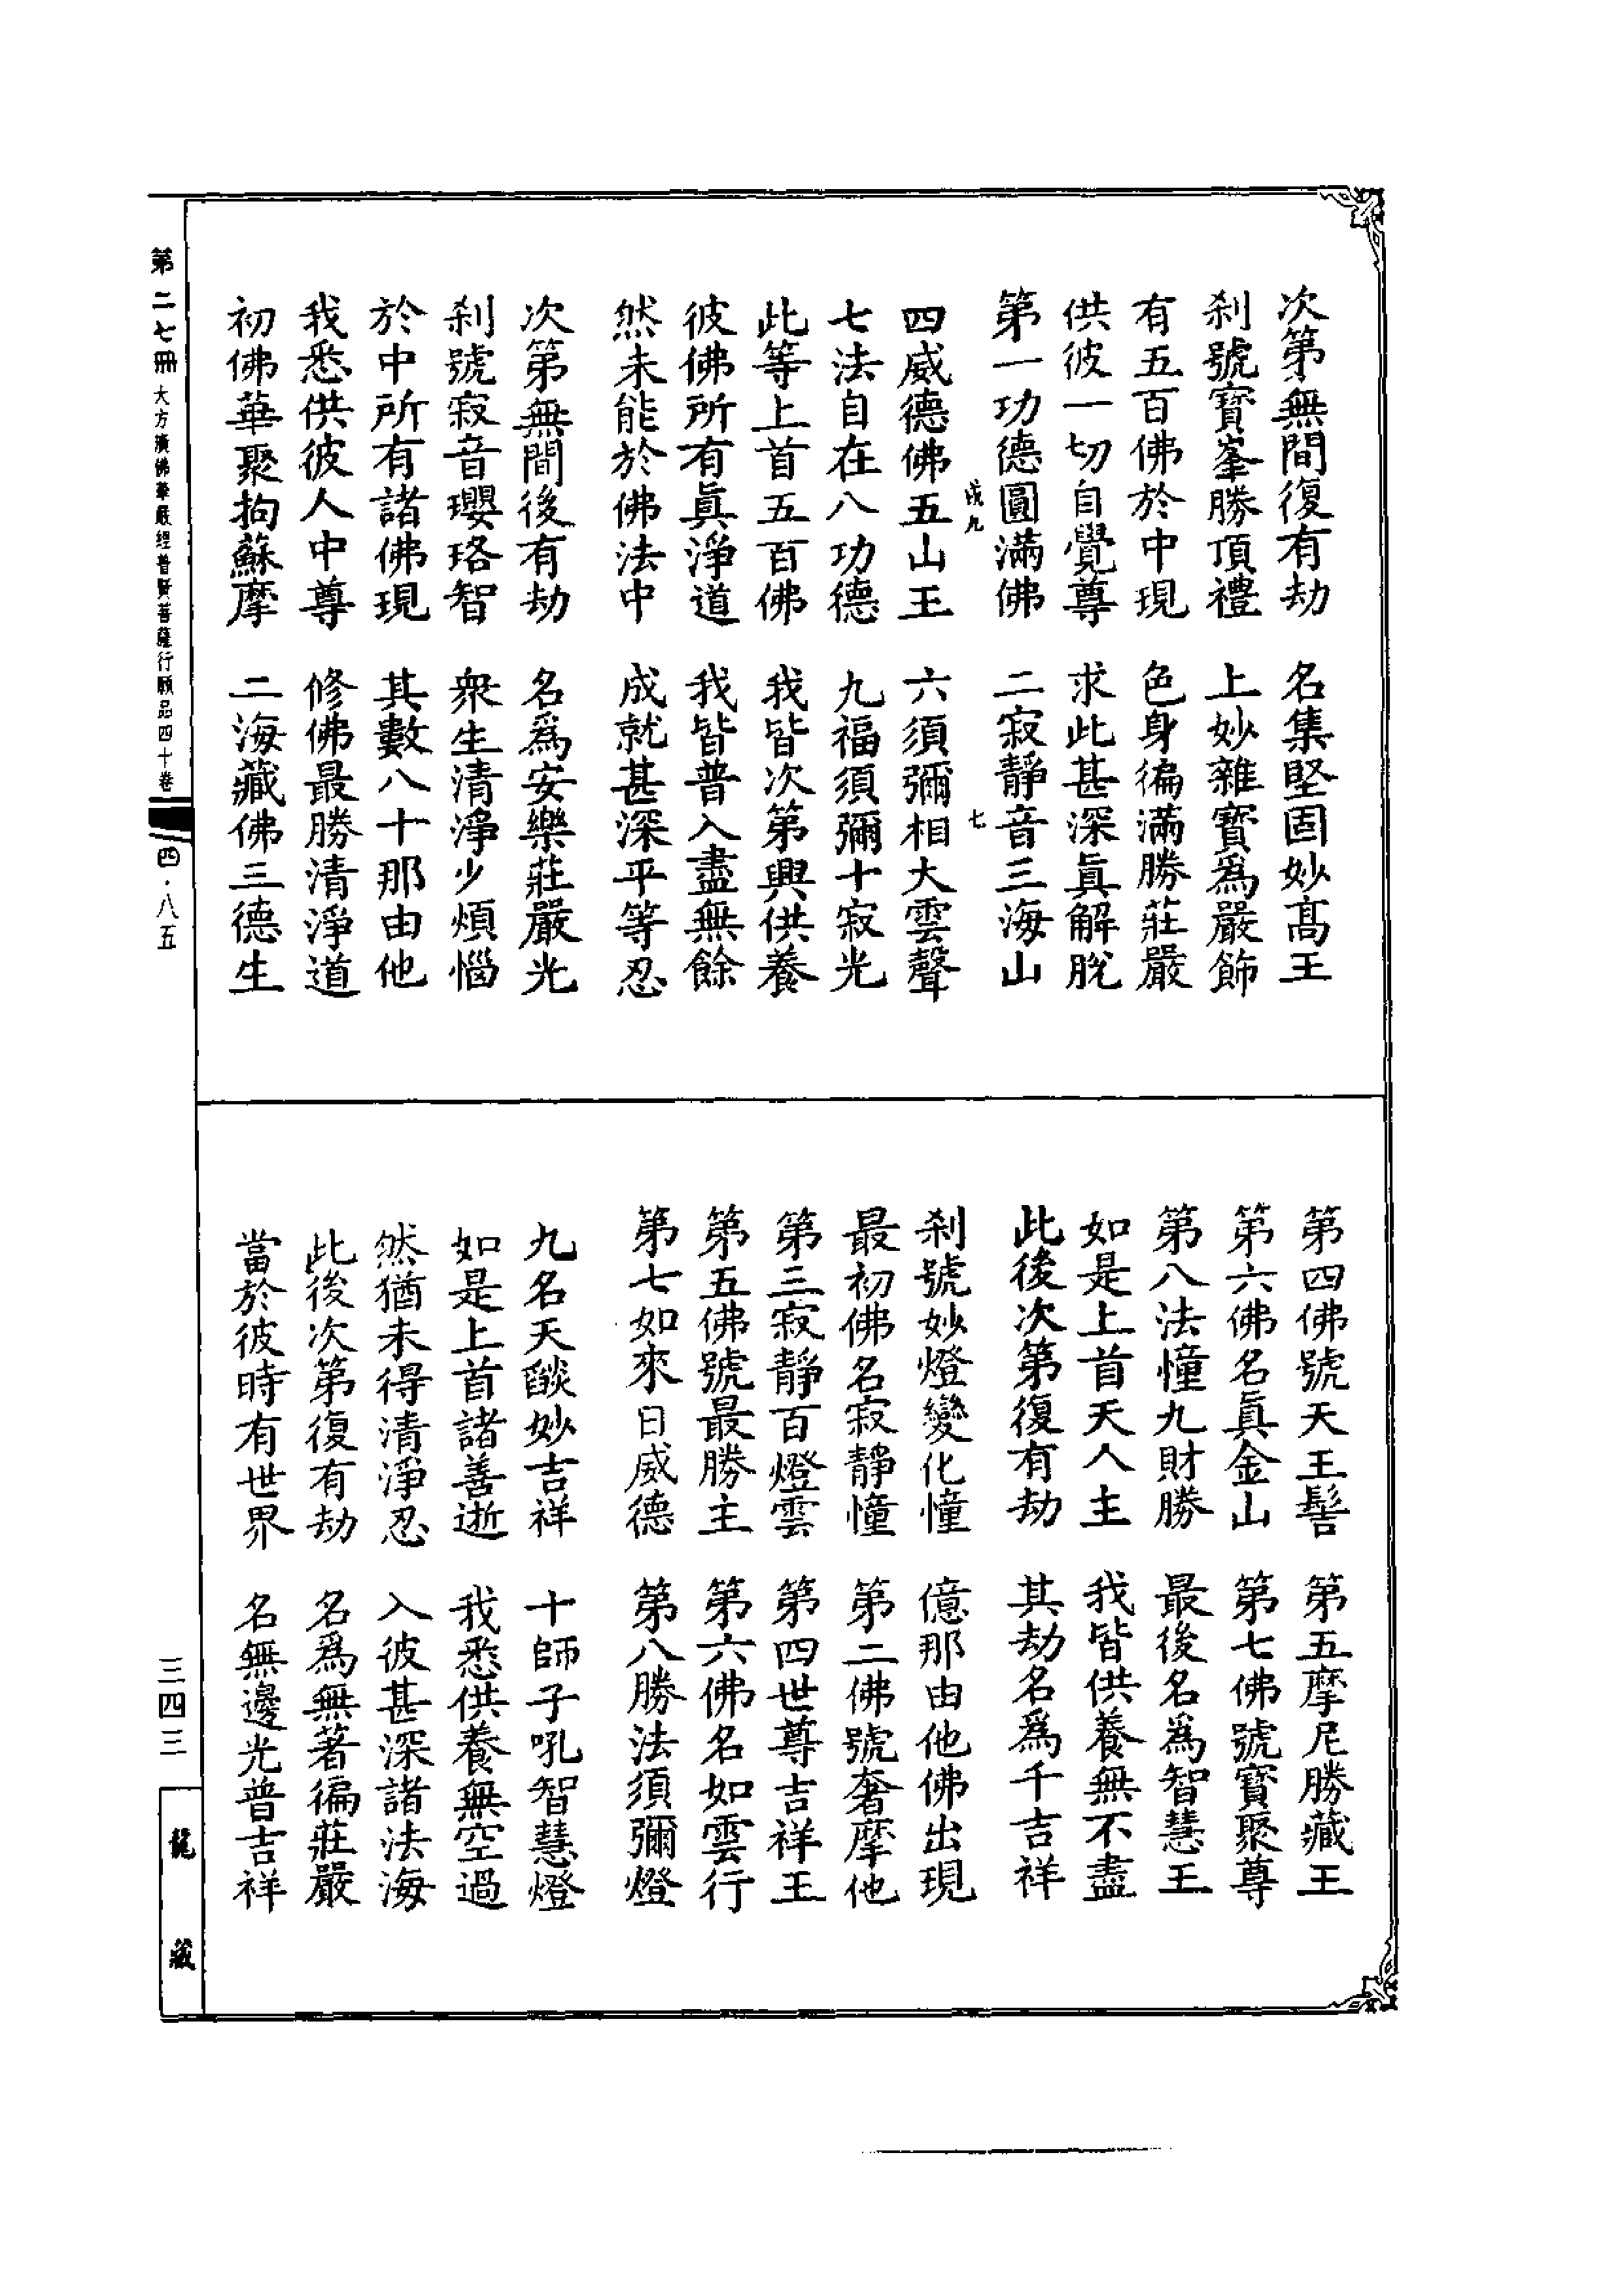 次第無間復有劫　名集堅固妙高王
剎號寶峯勝頂禮　上妙雜寶爲嚴飾
有五百佛於中現　色身徧滿勝莊嚴
供彼一切自覺尊　求此甚深眞解脫
第一功德圓滿佛　二寂靜音三海山
四威德佛五山王　六須彌相大雲聲
七法自在八功德　九福須彌十寂光
此等上首五百佛　我皆次第興供養
彼佛所有眞淨道　我皆普入盡無餘
然未能於佛法中　成就甚深平等忍
次第無間後有劫　名爲安樂莊嚴光
剎號寂音瓔珞智　衆生清淨少煩惱
於中所有諸佛現　其數八十那由他
我悉供彼人中尊　修佛最勝清淨道
初佛華聚拘蘇摩　二海藏佛三德生
第四佛號天王髻　第五摩尼勝藏王
第六佛名眞金山　第七佛號寶聚尊
第八法幢九財勝　最後名爲智慧王
如是上首天人主　我皆供養無不盡
此後次第復有劫　其劫名爲千吉祥
剎號妙燈變化幢　億那由他佛出現
最初佛名寂靜幢　第二佛號奢摩他
第三寂靜百燈雲　第四世尊吉祥王
第五佛號最勝主　第六佛名如雲行
第七如來日威德　第八勝法須彌燈
九名天燄妙吉祥　十師子吼智慧燈
如是上首諸善逝　我悉供養無空過
然猶未得清淨忍　入彼甚深諸法海
此後次第復有劫　名爲無著徧莊嚴
當於彼時有世界　名無邊光普吉祥
第二七冊　大方廣佛華嚴經普賢菩薩行願品四十卷　四·八五
三四三
龍藏